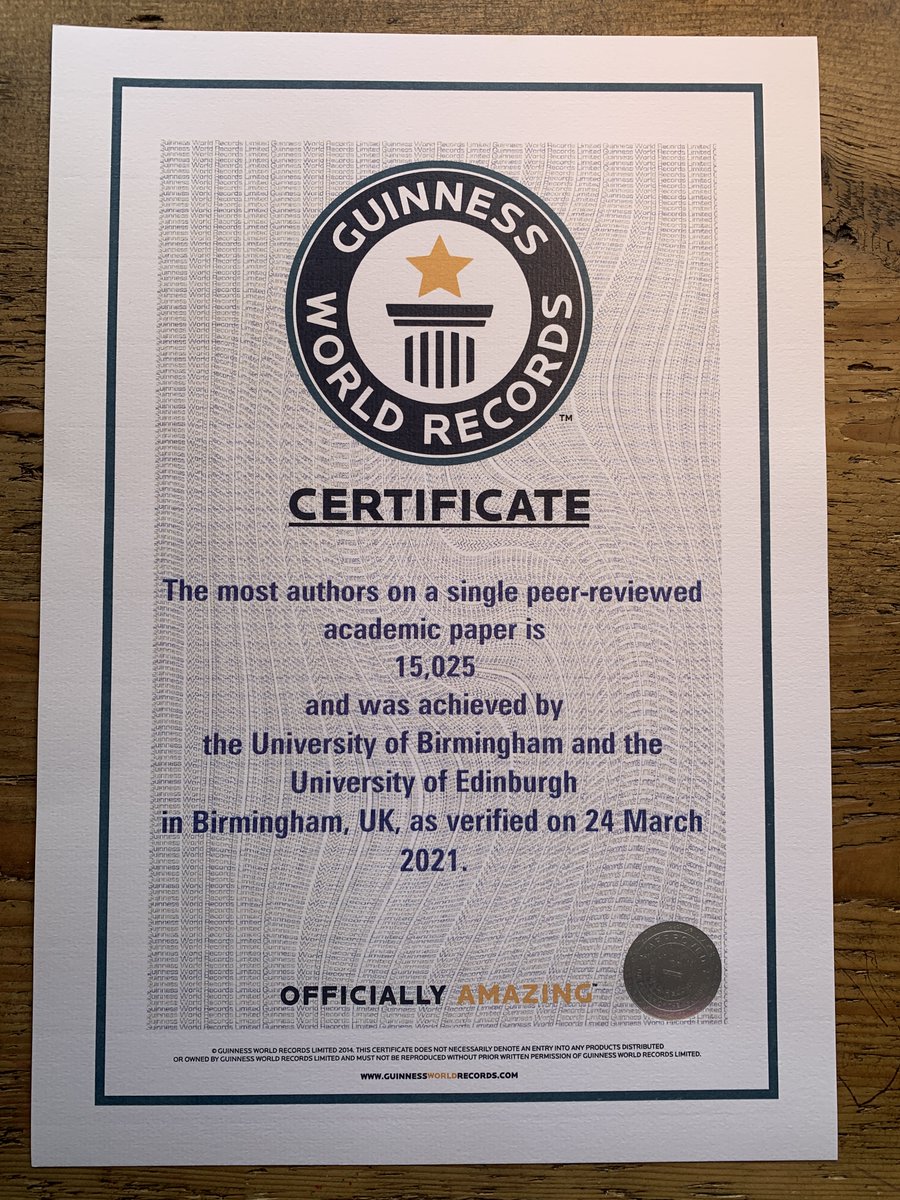 GUINNESS
WORLD RECORDS
™
CERTIFICATE
The most authors on a single peer-reviewed
academic paper is
15,025
and was achieved by
the University of Birmingham and the
University of Edinburgh
in Birmingham, UK, as verified on 24 March
2021.
OFFICIALLY AMAZING™
© GUINNESS WORLD RECORDS LIMITED 2014. THIS CERTIFICATE DOES NOT NECESSARILY DENOTE AN ENTRY INTO ANY PRODUCTS DISTRIBUTED
OR OWNED BY GUINNESS WORLD RECORDS LIMITED AND MUST NOT BE REPRODUCED WITHOUT PRIOR WRITTEN PERMISSION OF GUINNESS WORLD RECORDS LIMITED.
WWW.GUINNESSWORLDRECORDS.COM